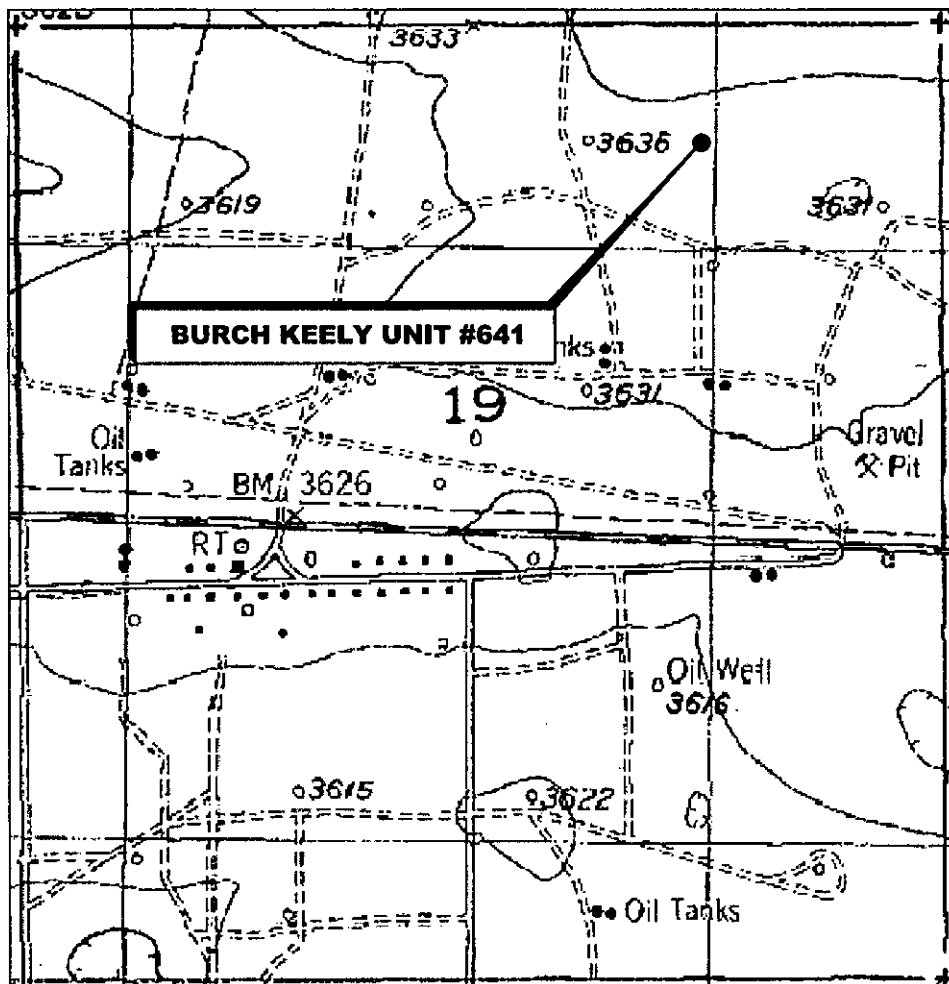 3633
3636
3619
3631
BURCH KEELY UNIT #641
nks
3631
19
Oil
Tanks
Gravel
Pit
BM 3626
RT
Oil Well
3616
3615
3622
Oil Tanks